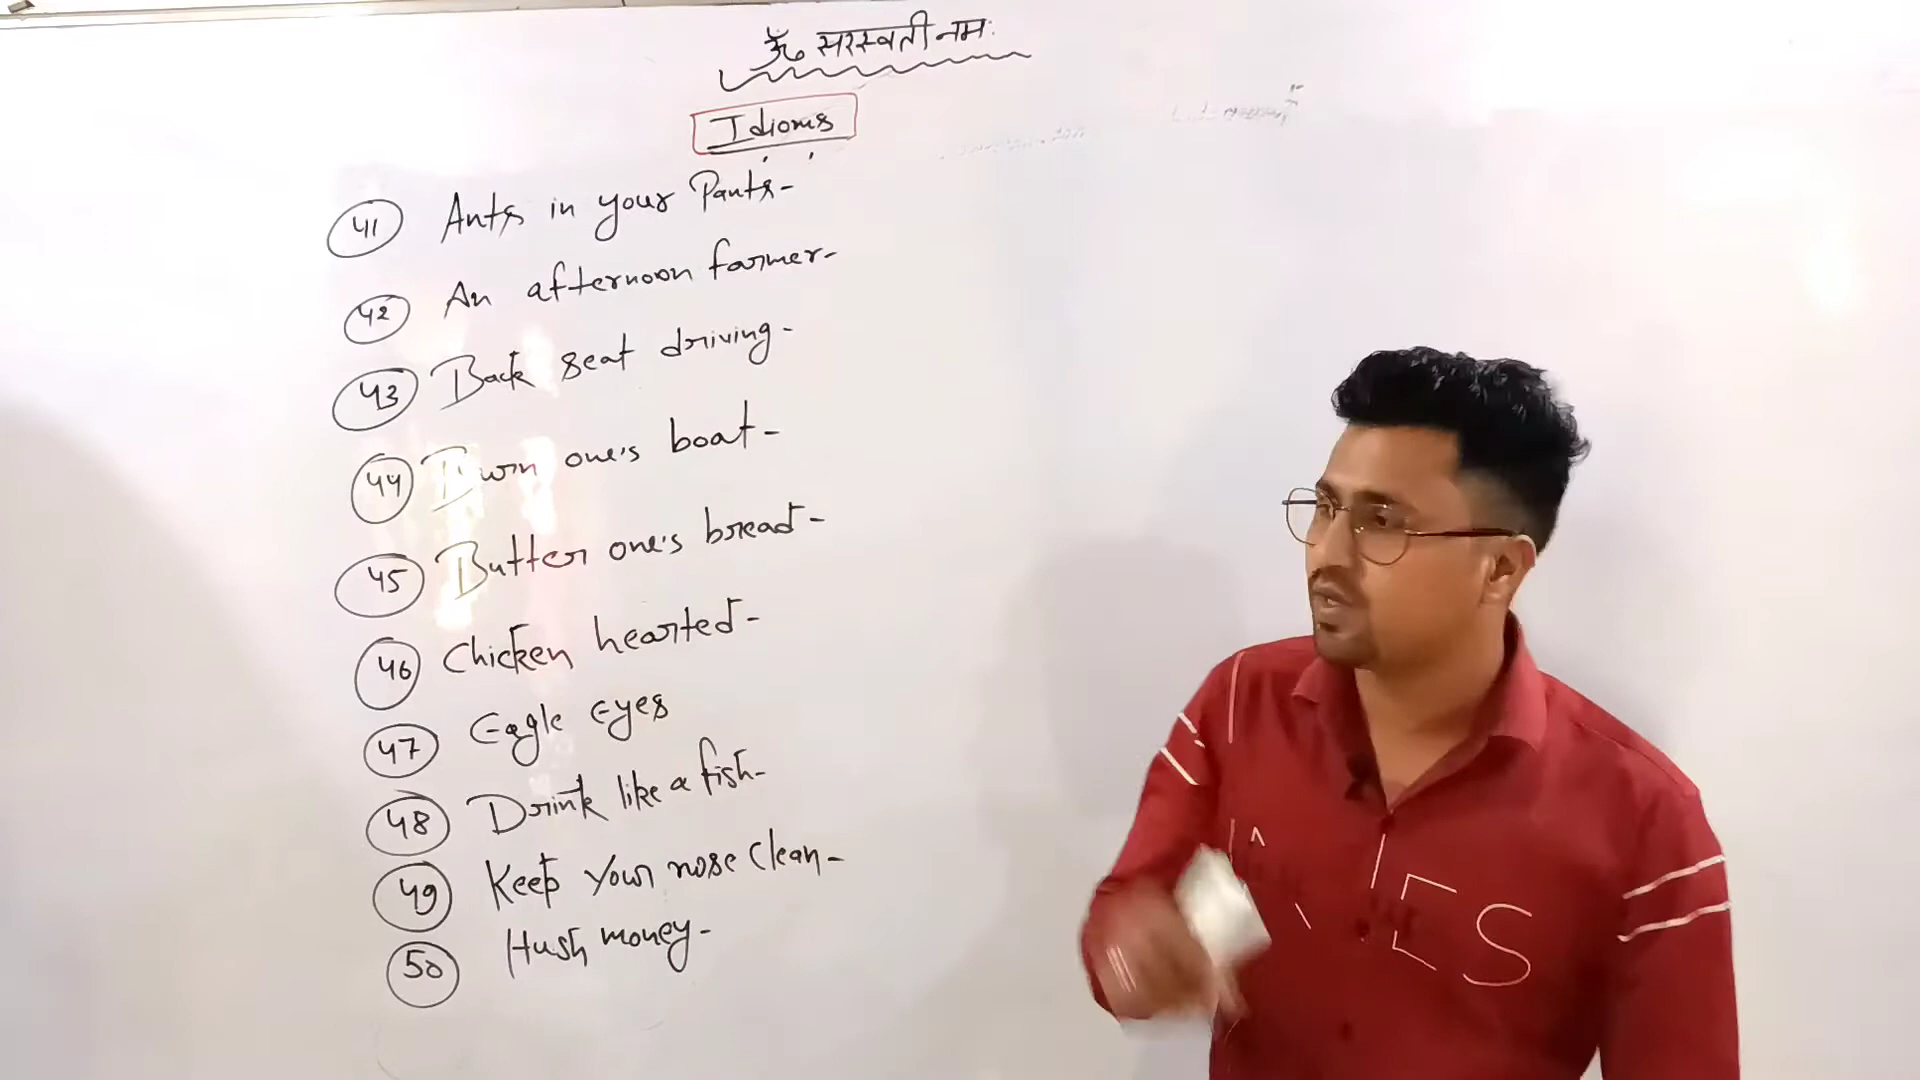 ॐ सरस्वती नमः
Idioms
41 Ants in your Pants-
42 An afternoon farmer-
43 Back seat driving-
44 Burn one's boat-
45 Butter one's bread-
46 Chicken hearted-
47 Eagle Eyes
48 Drink like a fish-
49 Keep Your nose Clean-
50 Hush money-